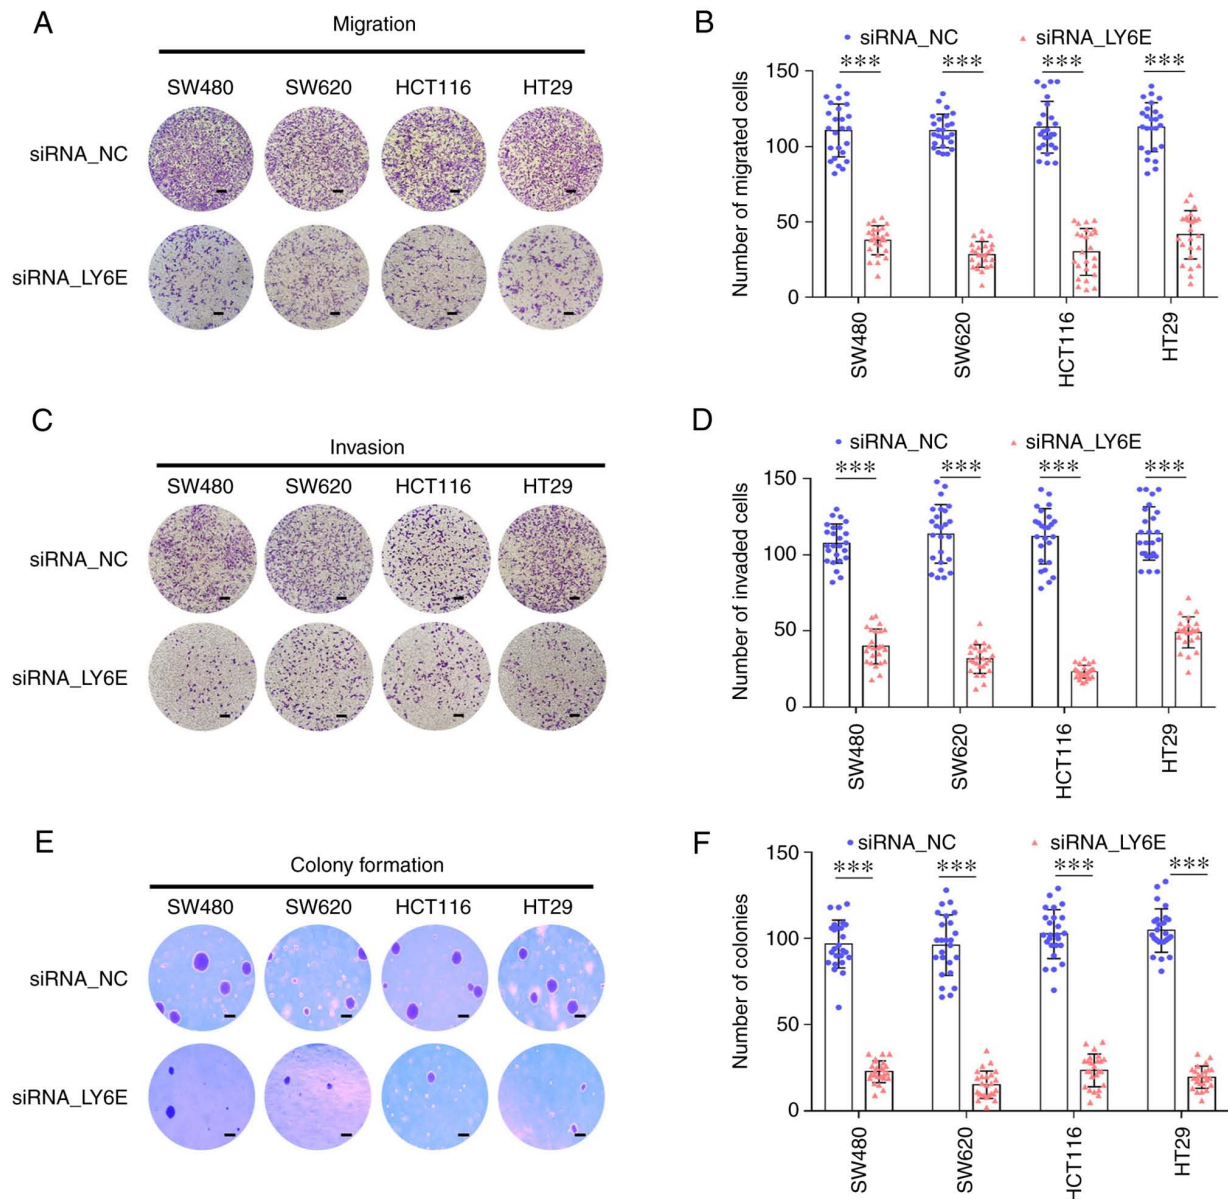 A
Migration
SW480 SW620 HCT116 HT29
siRNA_NC
siRNA_LY6E
B
siRNA_NC siRNA_LY6E
*** *** *** ***
Number of migrated cells
150
100
50
0
SW480 SW620 HCT116 HT29
C
Invasion
SW480 SW620 HCT116 HT29
siRNA_NC
siRNA_LY6E
D
siRNA_NC siRNA_LY6E
*** *** *** ***
Number of invaded cells
150
100
50
0
SW480 SW620 HCT116 HT29
E
Colony formation
SW480 SW620 HCT116 HT29
siRNA_NC
siRNA_LY6E
F
siRNA_NC siRNA_LY6E
*** *** *** ***
Number of colonies
150
100
50
0
SW480 SW620 HCT116 HT29